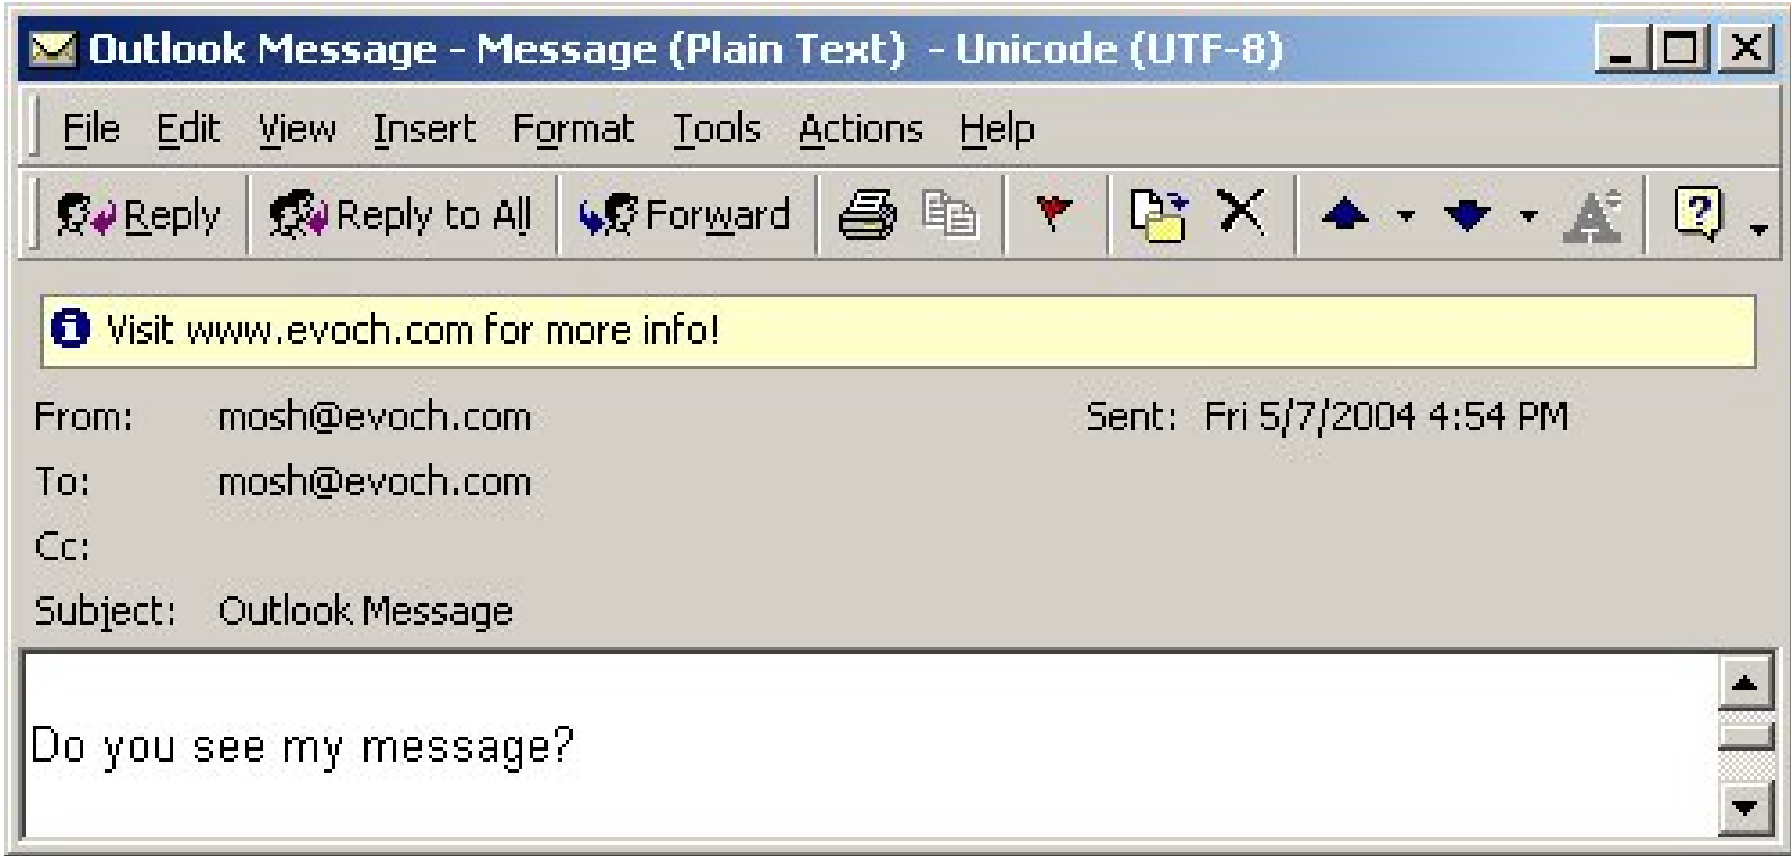 Outlook Message - Message (Plain Text) - Unicode (UTF-8)
File Edit View Insert Format Tools Actions Help
Reply Reply to All Forward
Visit www.evoch.com for more info!
From: mosh@evoch.com Sent: Fri 5/7/2004 4:54 PM
To: mosh@evoch.com
Cc:
Subject: Outlook Message
Do you see my message?